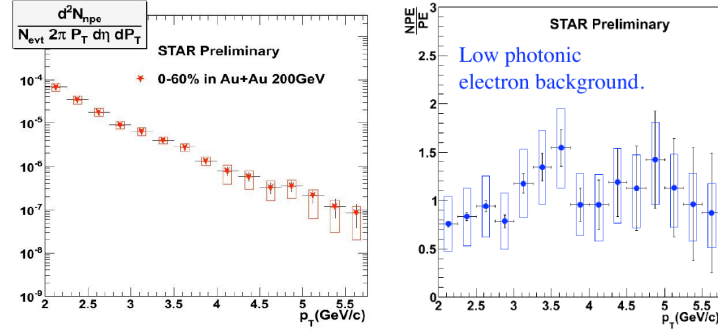 d²N_npe
N_evt 2π P_T dη dP_T
STAR Preliminary
0-60% in Au+Au 200GeV
10⁻⁴
10⁻⁵
10⁻⁶
10⁻⁷
10⁻⁸
10⁻⁹
2 2.5 3 3.5 4 4.5 5 5.5
p_T(GeV/c)
NPE
PE
STAR Preliminary
Low photonic
electron background.
3
2.5
2
1.5
1
0.5
0
2 2.5 3 3.5 4 4.5 5 5.5
p_T(GeV/c)